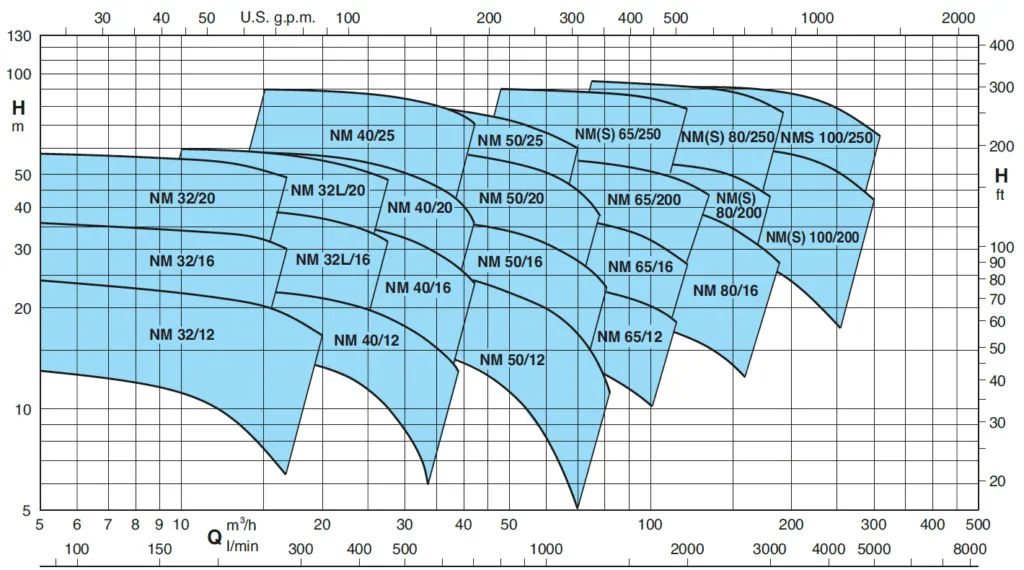 30 40 50 U.S. g.p.m. 100 200 300 400 500 1000 2000
130
400
100
300
H
m
NM 40/25
NM 50/25
NM(S) 65/250
NM(S) 80/250
NMS 100/250
200
50
H
ft
NM 32/20
NM 32L/20
NM 40/20
NM 50/20
NM 65/200
NM(S)
80/200
40
NM(S) 100/200
30
100
NM 32/16
NM 32L/16
NM 50/16
NM 65/16
90
80
NM 40/16
NM 80/16
70
20
60
NM 32/12
NM 40/12
NM 65/12
50
NM 50/12
40
10
30
20
5
5 6 7 8 9 10 20 30 40 50 100 200 300 400 500
Q m³/h
l/min
100 150 300 400 500 1000 2000 3000 4000 5000 8000